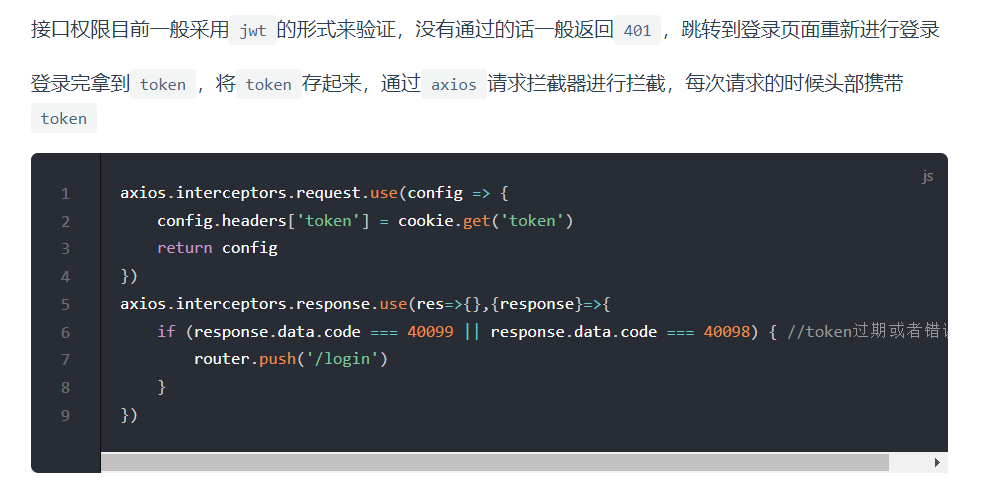 接口权限目前一般采用 jwt 的形式来验证，没有通过的话一般返回 401 ，跳转到登录页面重新进行登录
登录完拿到 token ，将 token 存起来，通过 axios 请求拦截器进行拦截，每次请求的时候头部携带
token
js
1 axios.interceptors.request.use(config => {
2     config.headers['token'] = cookie.get('token')
3     return config
4 })
5 axios.interceptors.response.use(res=>{},{response}=>{
6     if (response.data.code === 40099 || response.data.code === 40098) { //token过期或者错
7         router.push('/login')
8     }
9 })